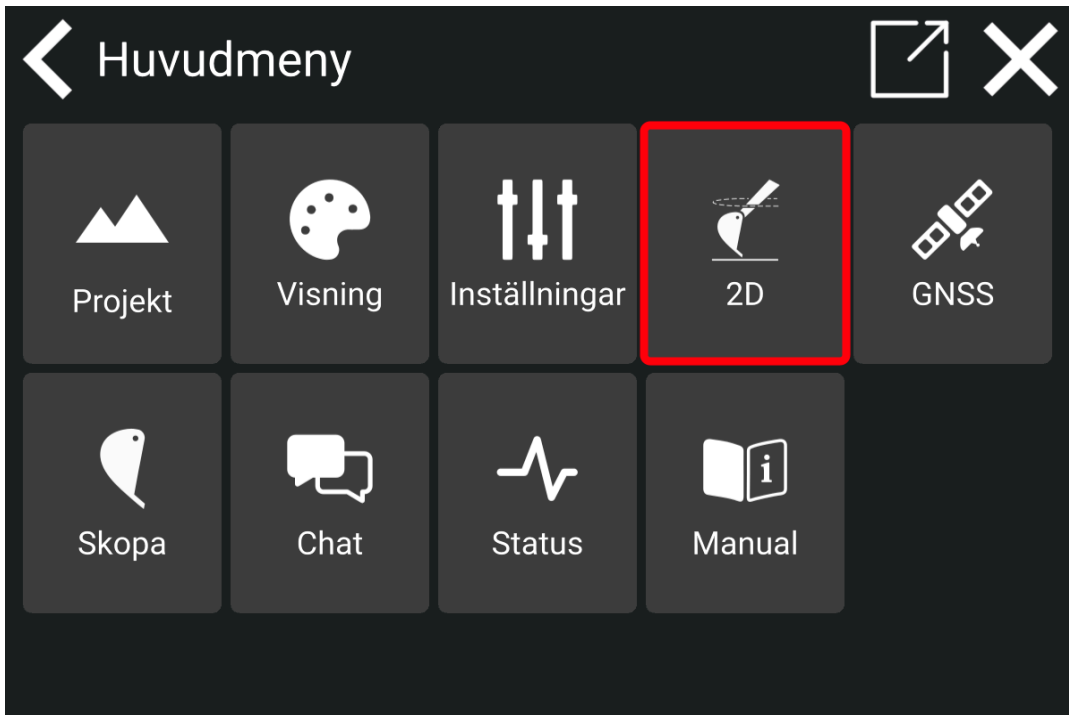 Huvudmeny
Projekt
Visning
Inställningar
2D
GNSS
i
Skopa
Chat
Status
Manual